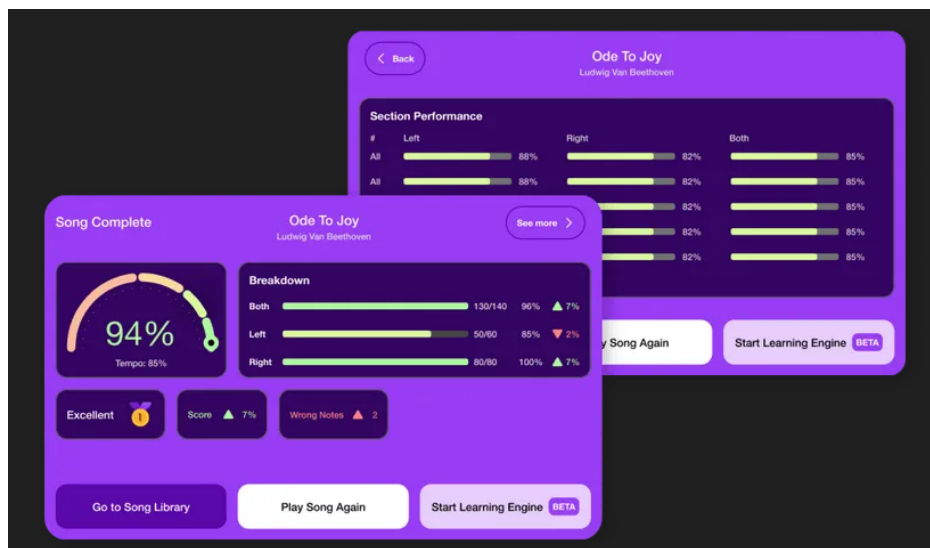 Back
Ode To Joy
Ludwig Van Beethoven
Section Performance
# Left Right Both
All 88% 82% 85%
All 88% 82% 85%
82% 85%
82% 85%
82% 85%
Song Again
Start Learning Engine BETA
Song Complete
Ode To Joy
Ludwig Van Beethoven
See more
94%
Tempo: 85%
Breakdown
Both 130/140 96% 7%
Left 50/60 85% 2%
Right 80/80 100% 7%
Excellent 1
Score 7%
Wrong Notes 2
Go to Song Library
Play Song Again
Start Learning Engine BETA